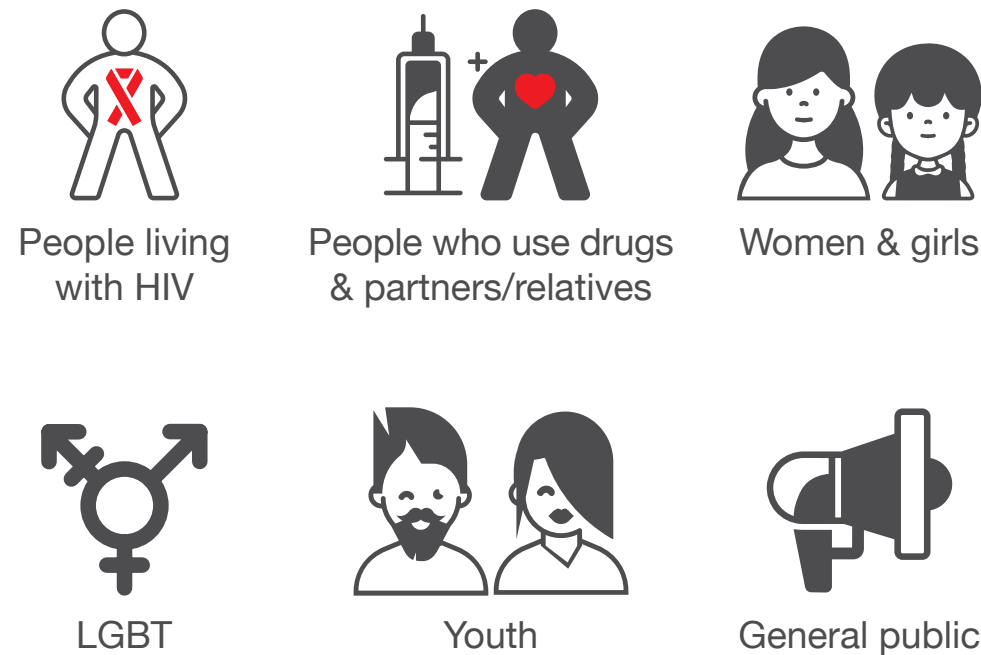 People living
with HIV
People who use drugs
& partners/relatives
Women & girls
LGBT
Youth
General public